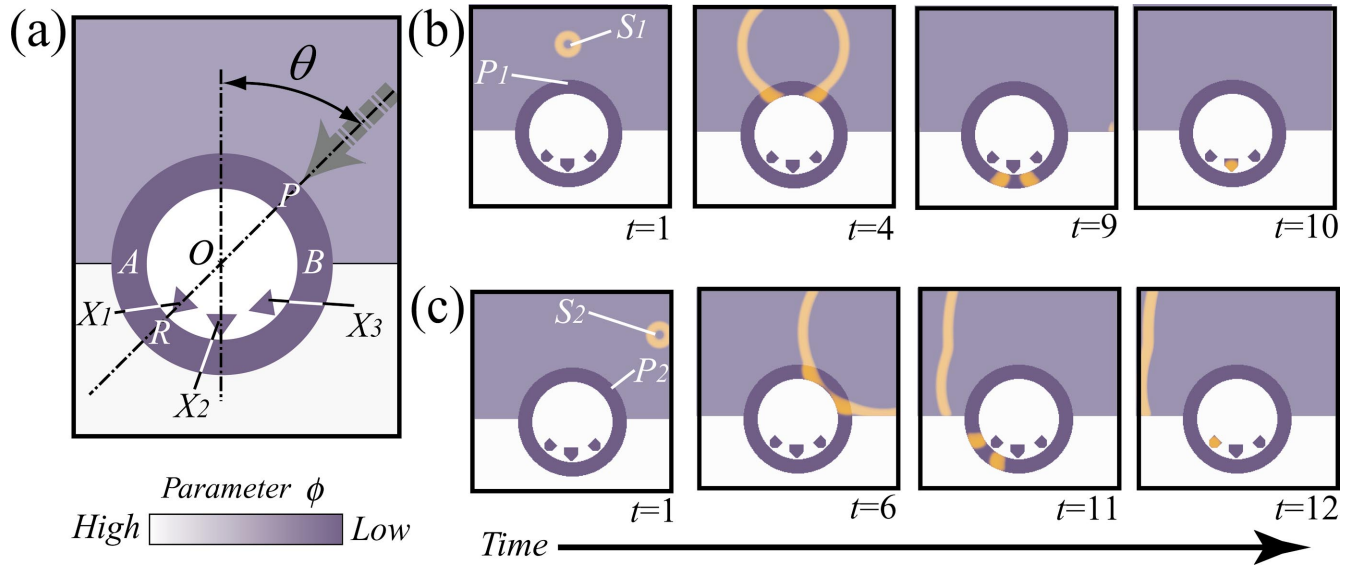 (a)
θ
P
O
A
B
X1
R
X3
X2
Parameter ϕ
High
Low
(b)
S1
P1
t=1
t=4
t=9
t=10
(c)
S2
P2
t=1
t=6
t=11
t=12
Time